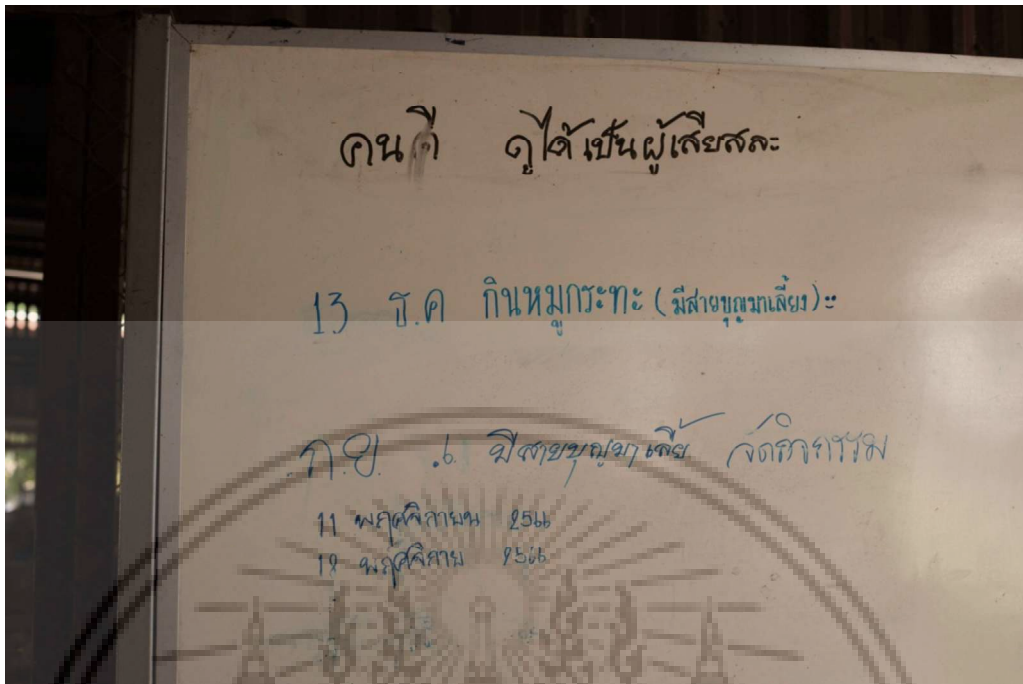 คนดี ดูได้เป็นผู้เสียสละ
13 ธ.ค กินหมูกระทะ (มีสายบุญมาเลี้ยง)
ก.ย. มีสายบุญมาเลี้ย จัดกิจกรรม
11 พฤศจิกายน 2566
12 พฤศจิกาย 2566